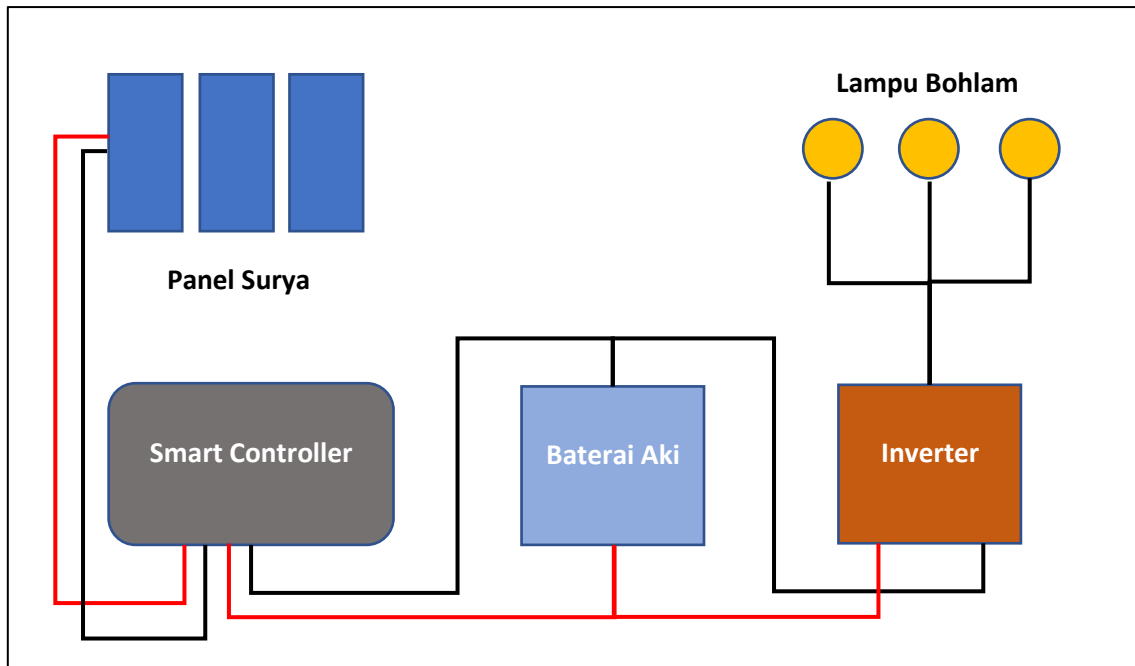 Lampu Bohlam
Panel Surya
Smart Controller
Baterai Aki
Inverter